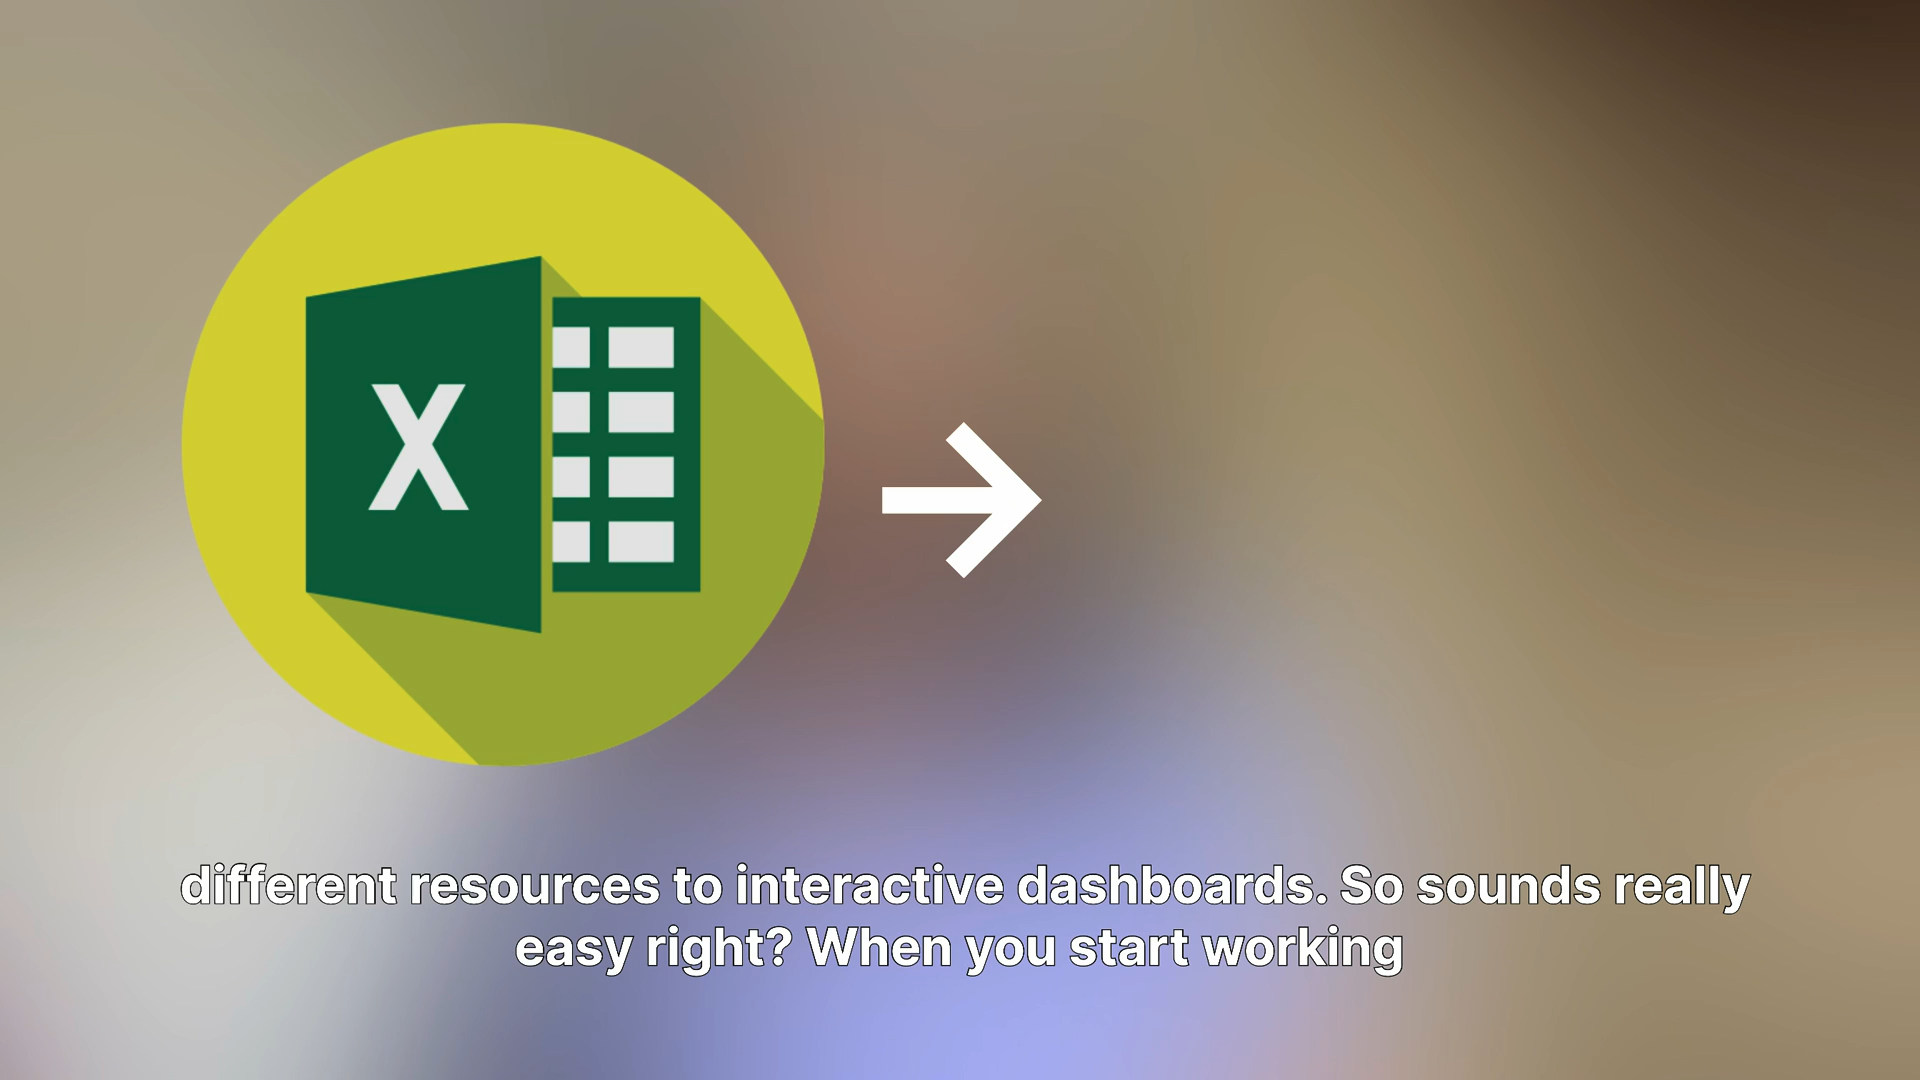 X
different resources to interactive dashboards. So sounds really
easy right? When you start working